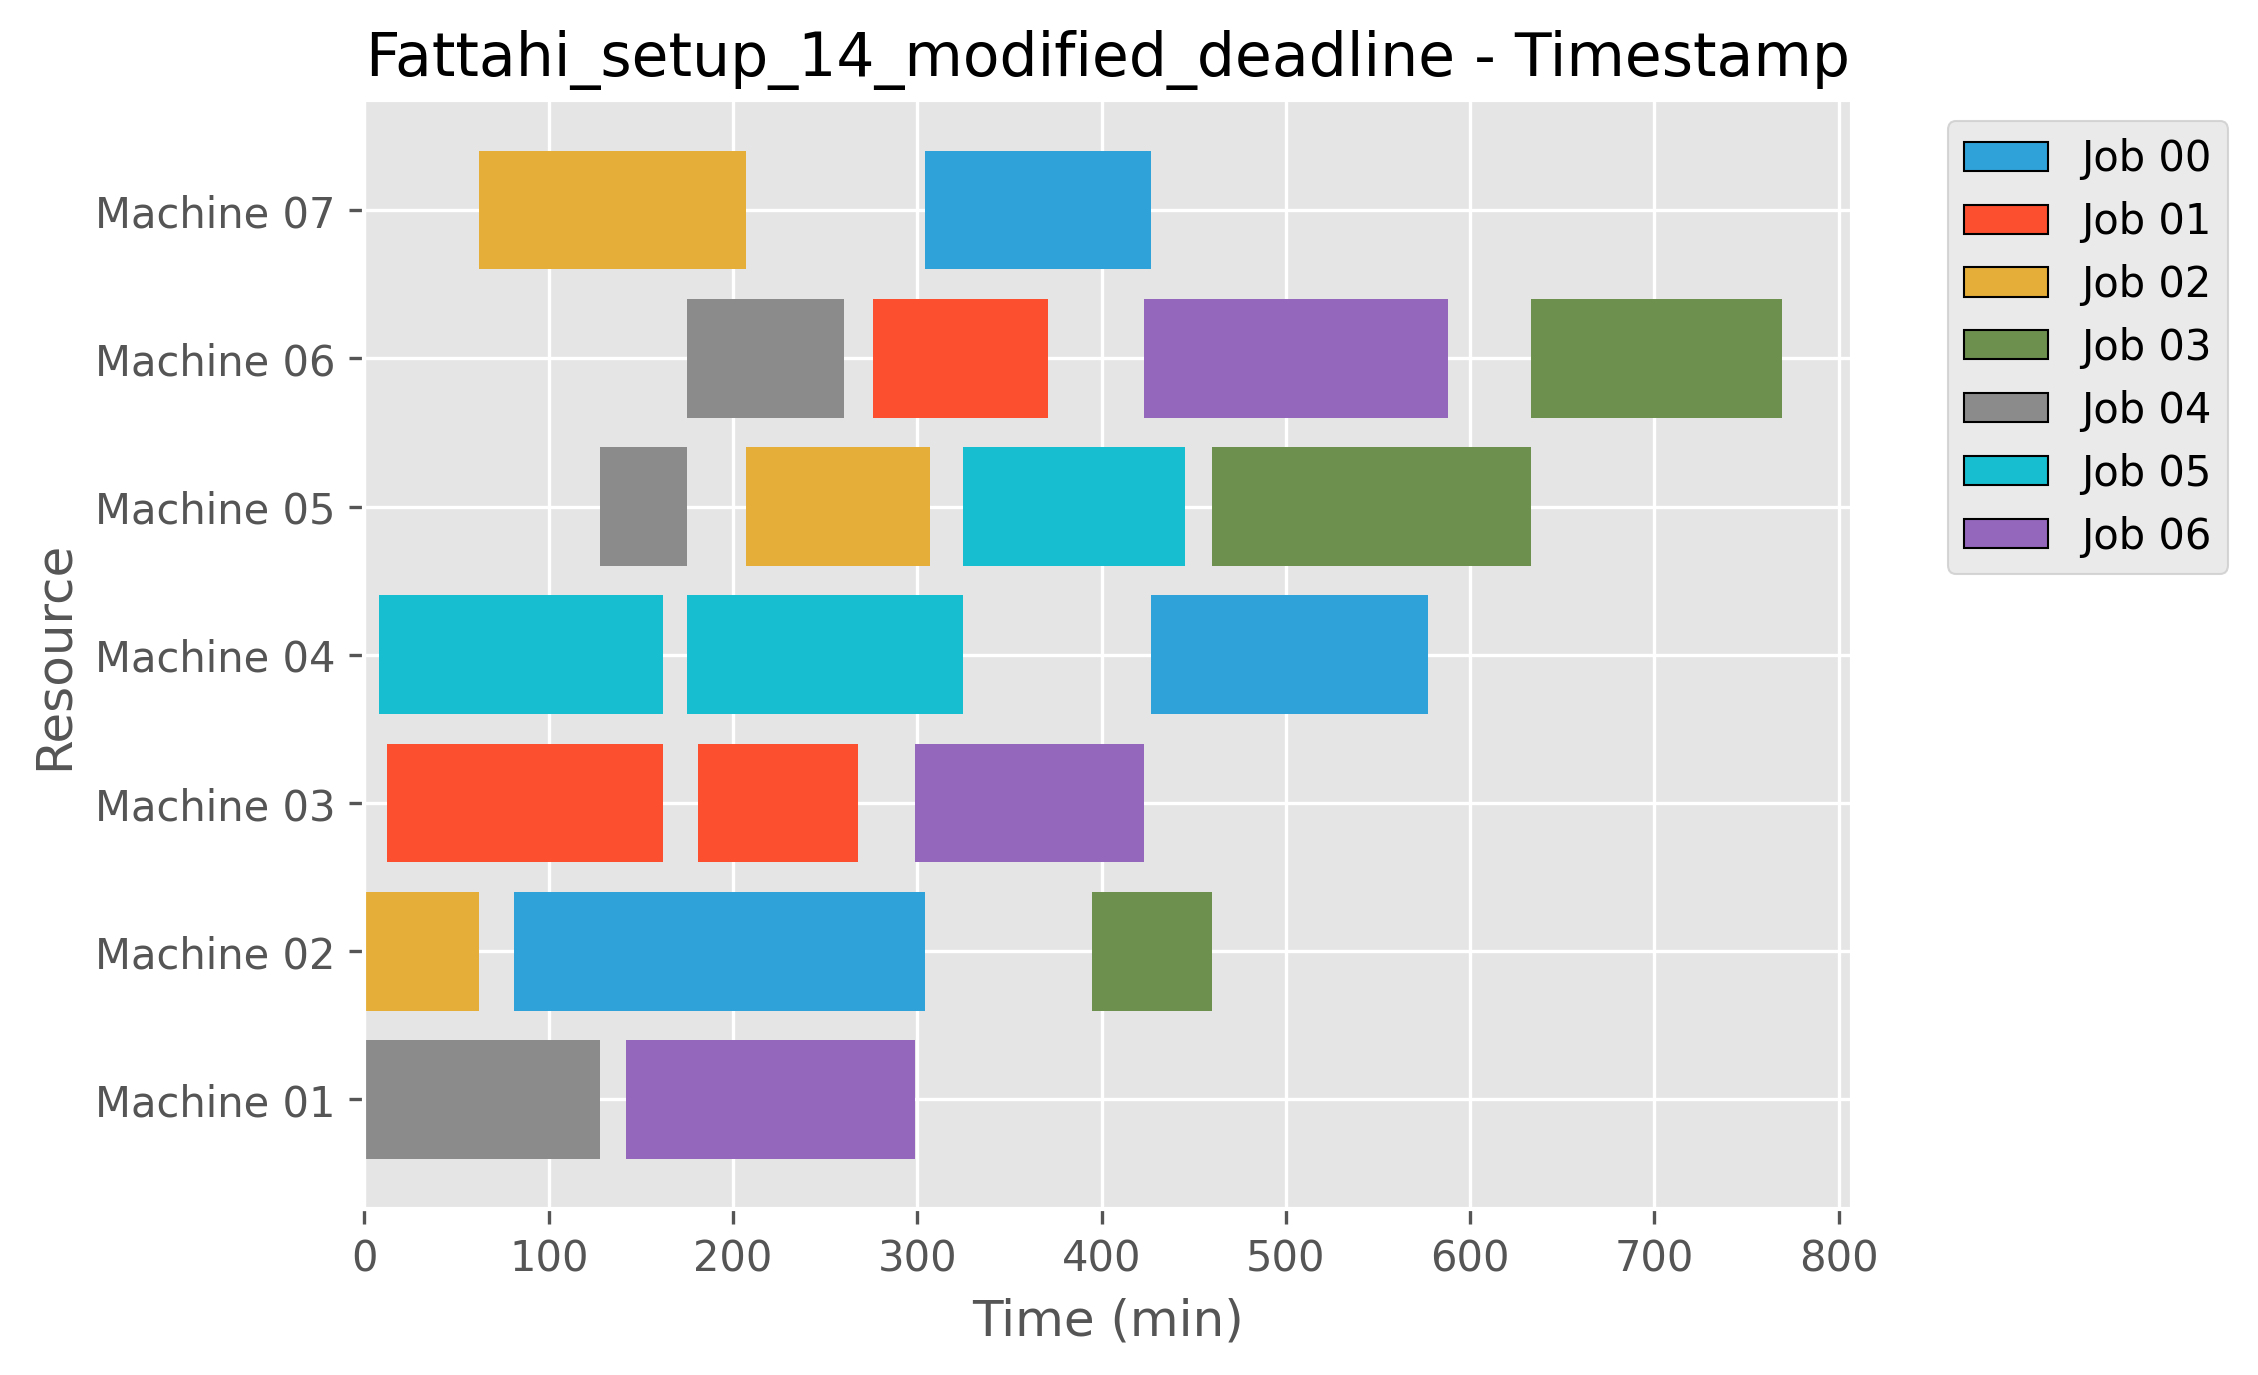 Fattahi_setup_14_modified_deadline - Timestamp
Machine 07
Machine 06
Machine 05
Machine 04
Machine 03
Machine 02
Machine 01
Resource
0 100 200 300 400 500 600 700 800
Time (min)
Job 00
Job 01
Job 02
Job 03
Job 04
Job 05
Job 06